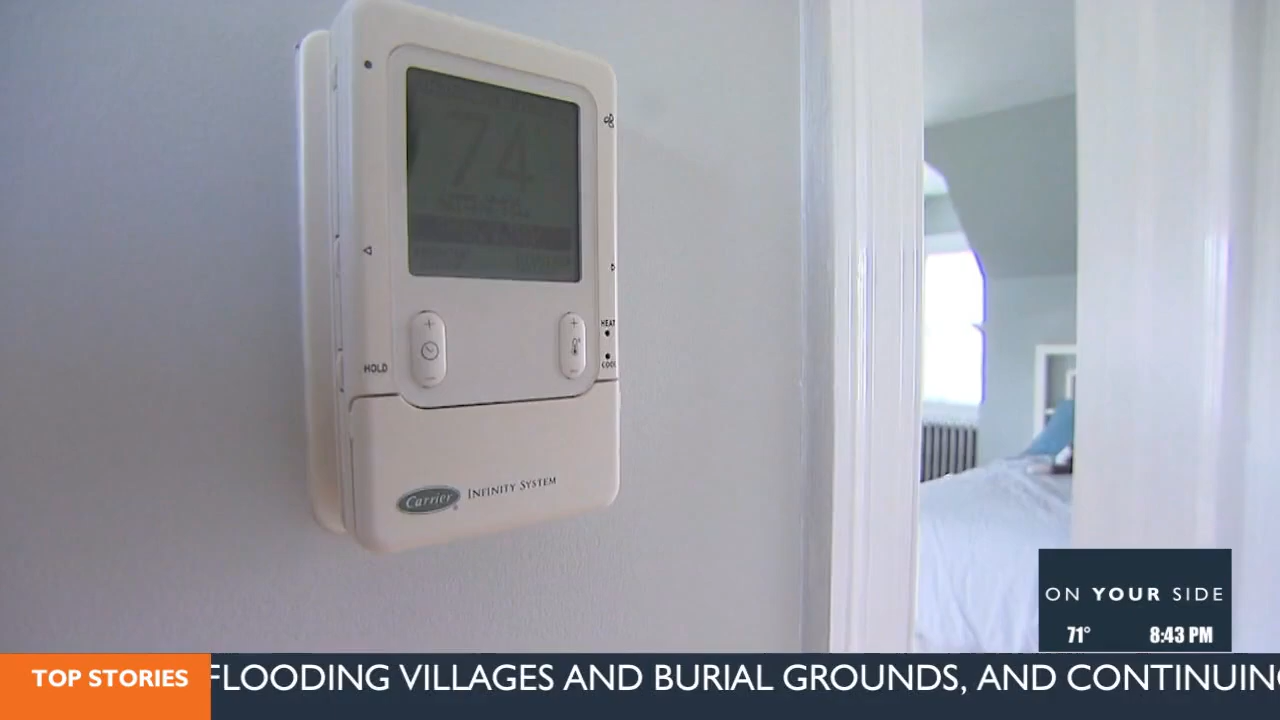 74
HEAT
COOL
HOLD
Carrier
INFINITY SYSTEM
ON YOUR SIDE
71° 8:43 PM
TOP STORIES
FLOODING VILLAGES AND BURIAL GROUNDS, AND CONTINUING